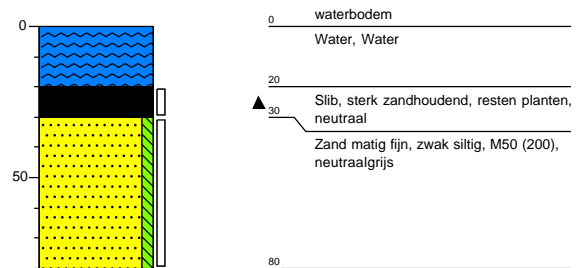 waterbodem
0
0
Water, Water
20
Slib, sterk zandhoudend, resten planten,
neutraal
30
Zand matig fijn, zwak siltig, M50 (200),
neutraalgrijs
50
80